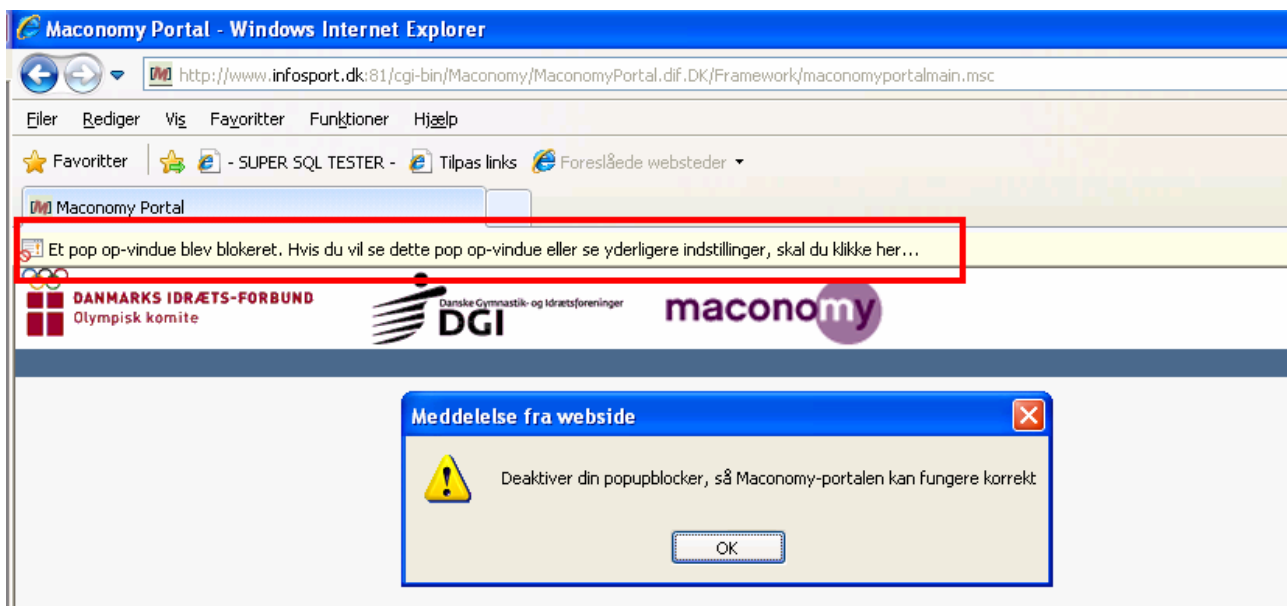 Maconomy Portal - Windows Internet Explorer
http://www.infosport.dk:81/cgi-bin/Maconomy/MaconomyPortal.dif.DK/Framework/maconomyportalmain.msc
Filer Rediger Vis Favoritter Funktioner Hjælp
Favoritter - SUPER SQL TESTER - Tilpas links Foreslåede websteder
Maconomy Portal
Et pop op-vindue blev blokeret. Hvis du vil se dette pop op-vindue eller se yderligere indstillinger, skal du klikke her...
DANMARKS IDRÆTS-FORBUND
Olympisk komite
Danske Gymnastik- og Idrætsforeninger
DGI
maconomy
Meddelelse fra webside
Deaktiver din popupblocker, så Maconomy-portalen kan fungere korrekt
OK